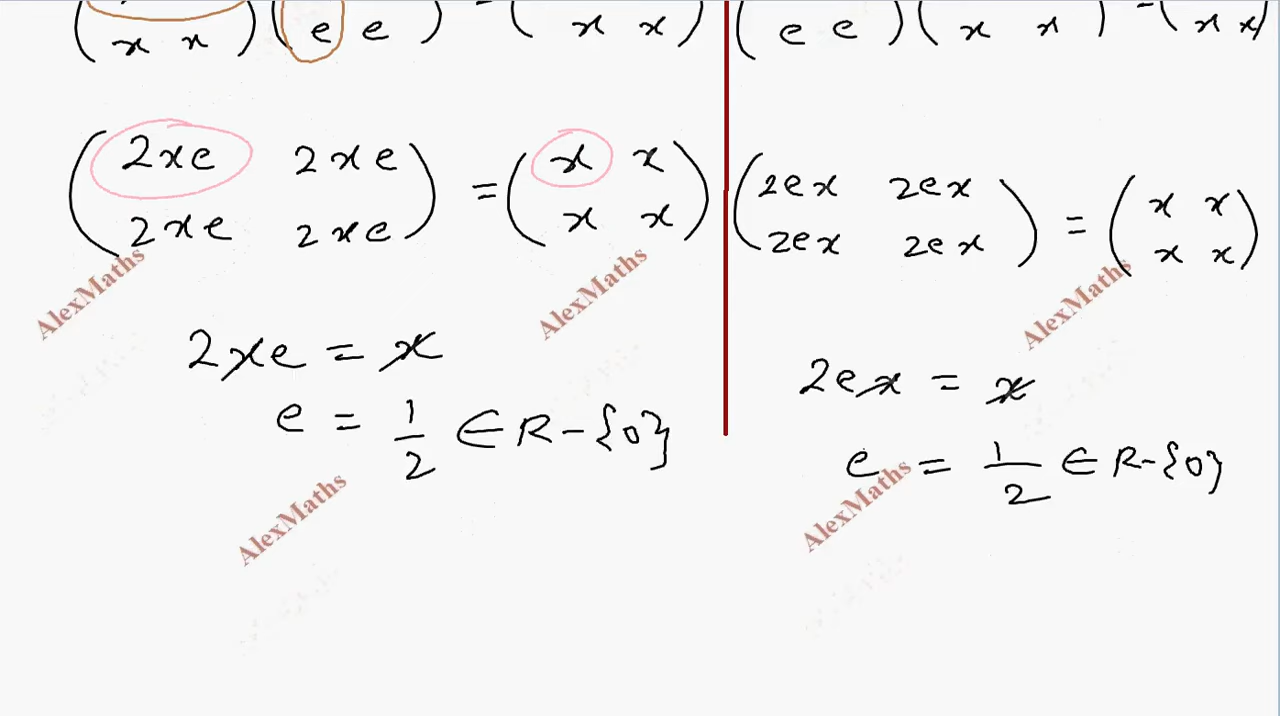 ( x x ) ( e e ) = ( x x )
( 2xe 2xe ) = ( x x )
( 2xe 2xe ) ( x x )
2xe = x
e = 1/2 ∈ R - {0}
( e e ) ( x x ) = ( x x )
( 2ex 2ex ) = ( x x )
( 2ex 2ex ) ( x x )
2ex = x
e = 1/2 ∈ R-{0}
AlexMaths
AlexMaths
AlexMaths
AlexMaths
AlexMaths